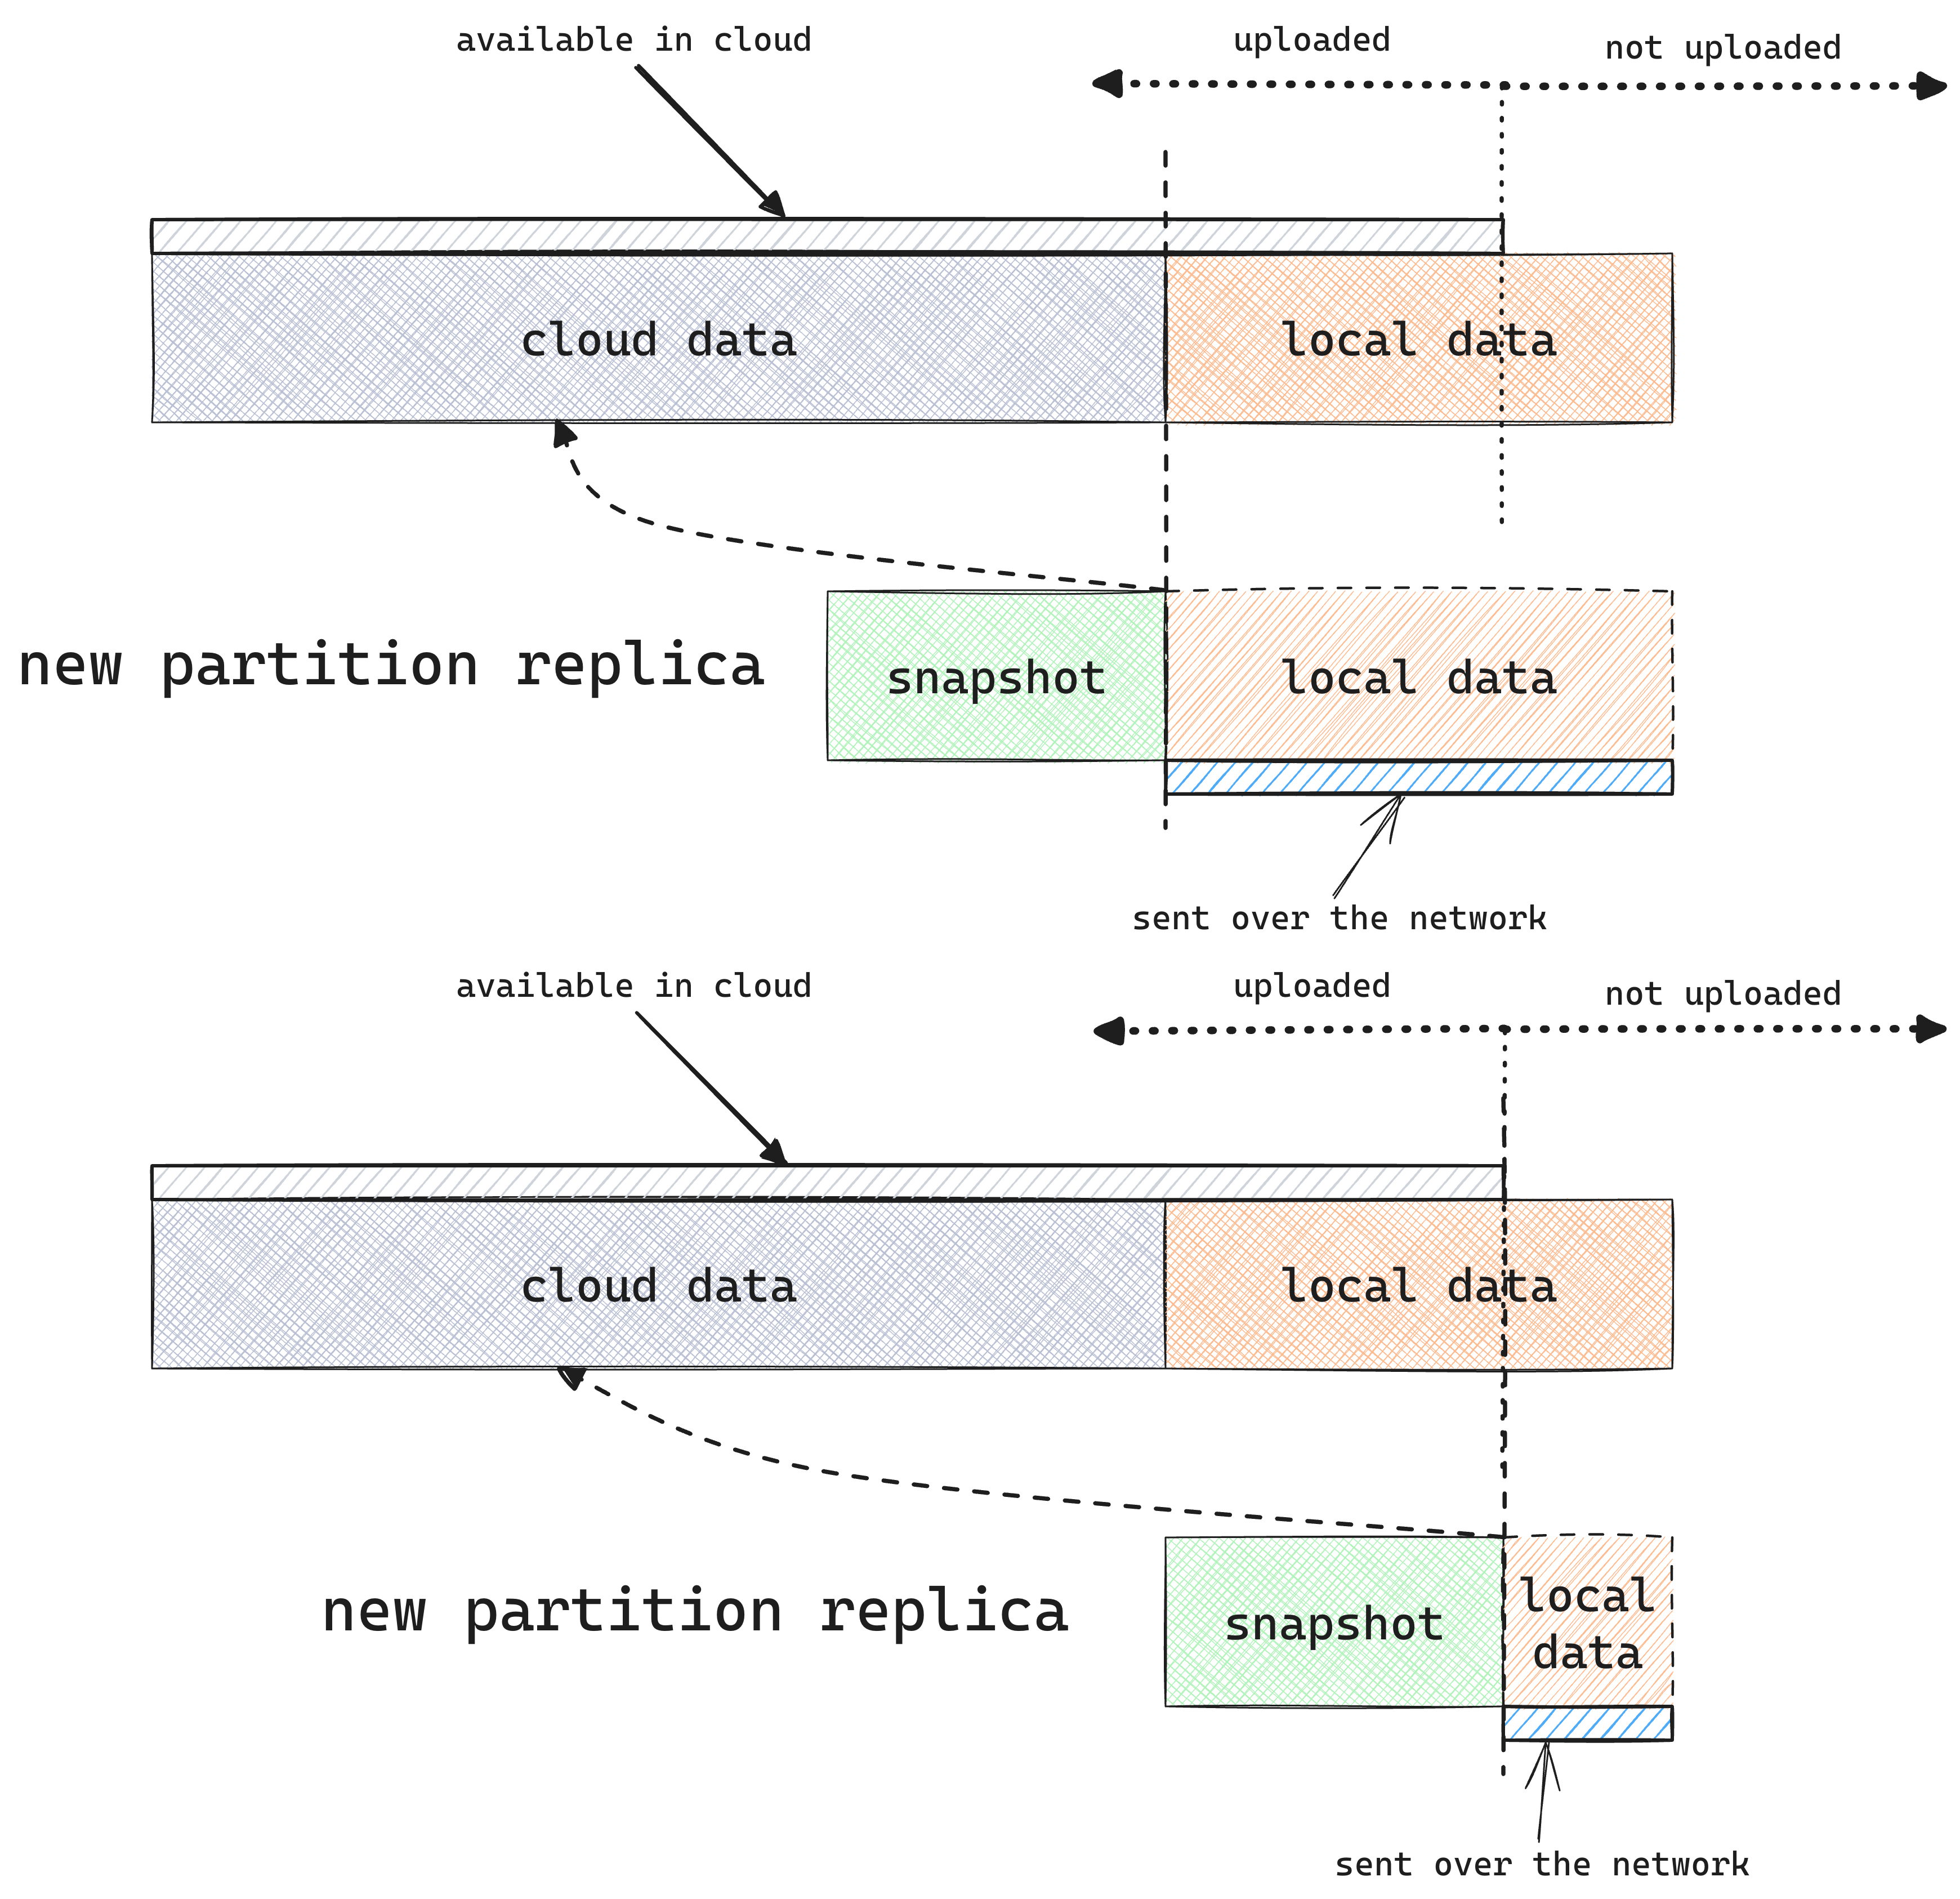 available in cloud
uploaded
not uploaded
cloud data
local data
new partition replica
snapshot
local data
sent over the network
available in cloud
uploaded
not uploaded
cloud data
local data
new partition replica
snapshot
local
data
sent over the network